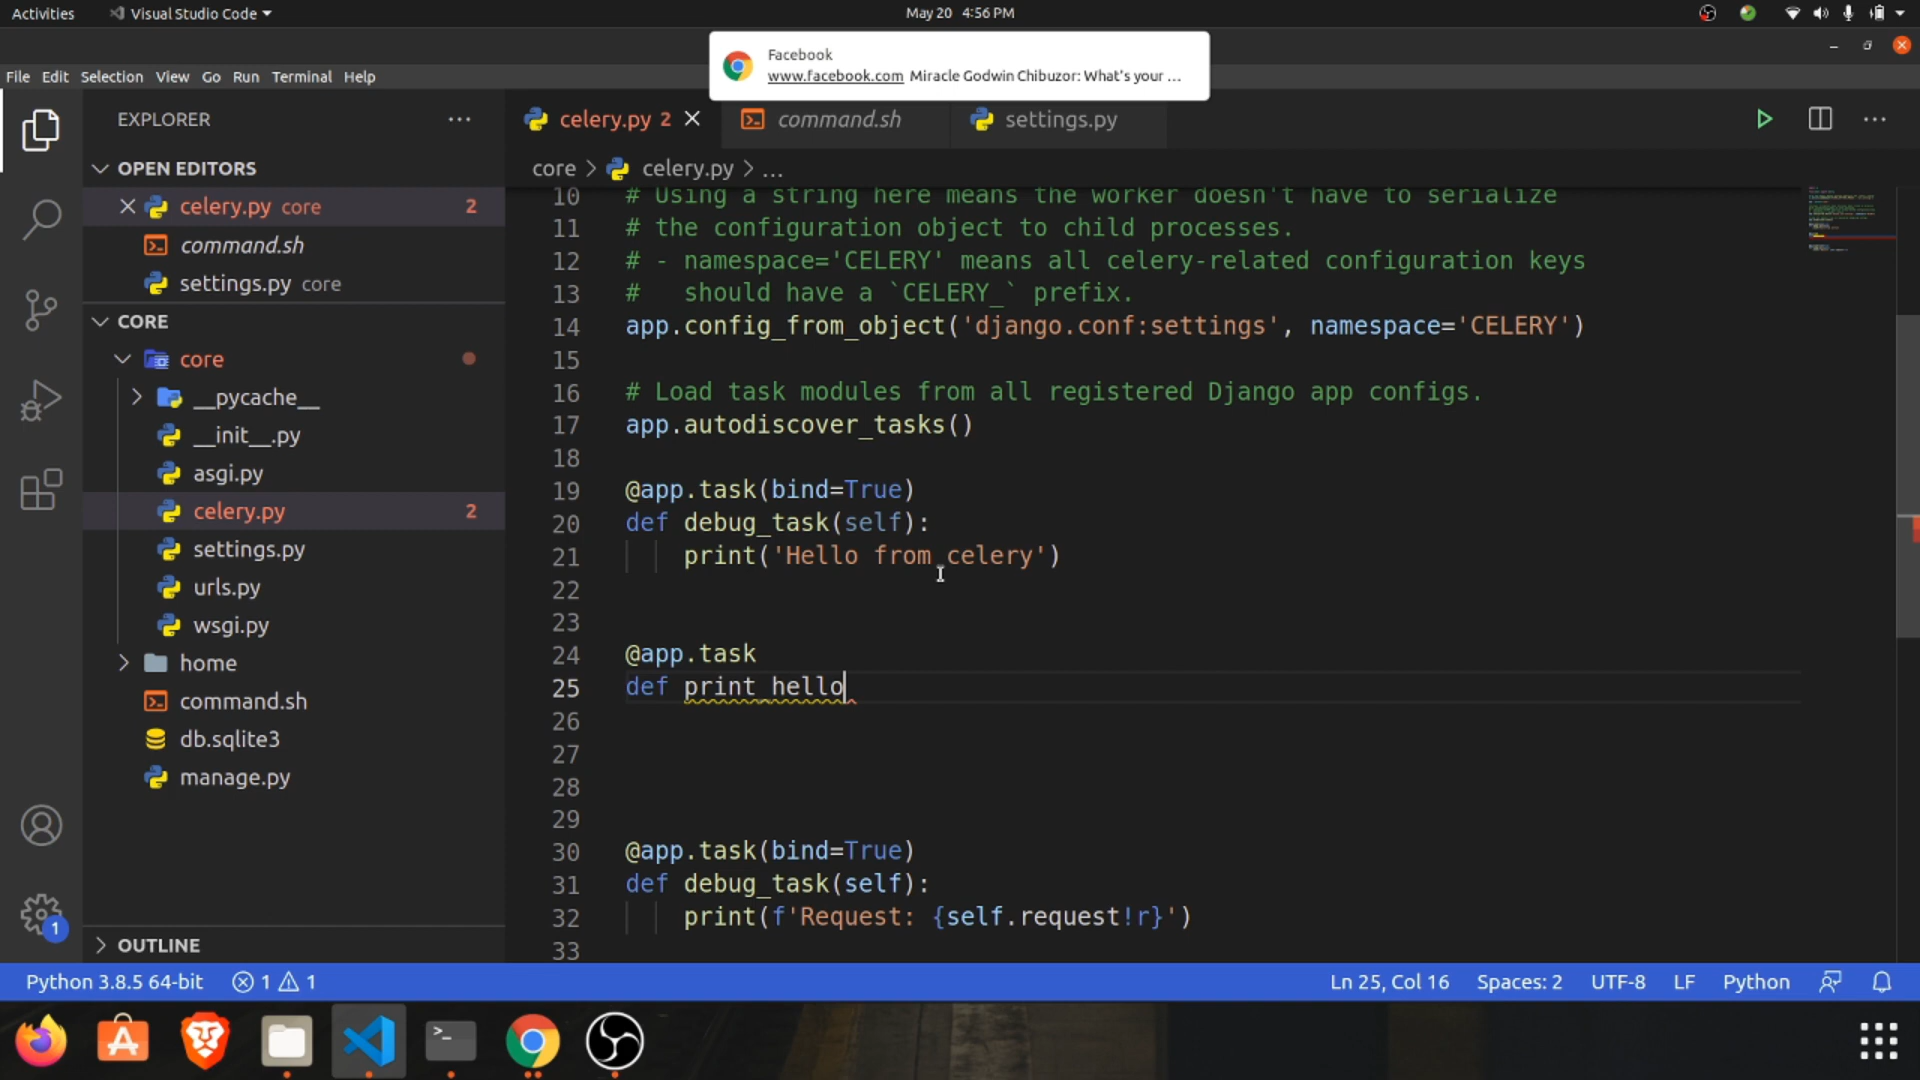 Activities
Visual Studio Code
May 20 4:56 PM
Facebook
www.facebook.com Miracle Godwin Chibuzor: What's your ...
File Edit Selection View Go Run Terminal Help
EXPLORER
OPEN EDITORS
celery.py core 2
command.sh
settings.py core
CORE
core
__pycache__
__init__.py
asgi.py
celery.py 2
settings.py
urls.py
wsgi.py
home
command.sh
db.sqlite3
manage.py
OUTLINE
celery.py 2
command.sh
settings.py
core > celery.py > ...
10 # Using a string here means the worker doesn't have to serialize
11 # the configuration object to child processes.
12 # - namespace='CELERY' means all celery-related configuration keys
13 #   should have a `CELERY_` prefix.
14 app.config_from_object('django.conf:settings', namespace='CELERY')
15
16 # Load task modules from all registered Django app configs.
17 app.autodiscover_tasks()
18
19 @app.task(bind=True)
20 def debug_task(self):
21     print('Hello from celery')
22
23
24 @app.task
25 def print_hello
26
27
28
29
30 @app.task(bind=True)
31 def debug_task(self):
32     print(f'Request: {self.request!r}')
33
1
Python 3.8.5 64-bit 1 1 Ln 25, Col 16 Spaces: 2 UTF-8 LF Python